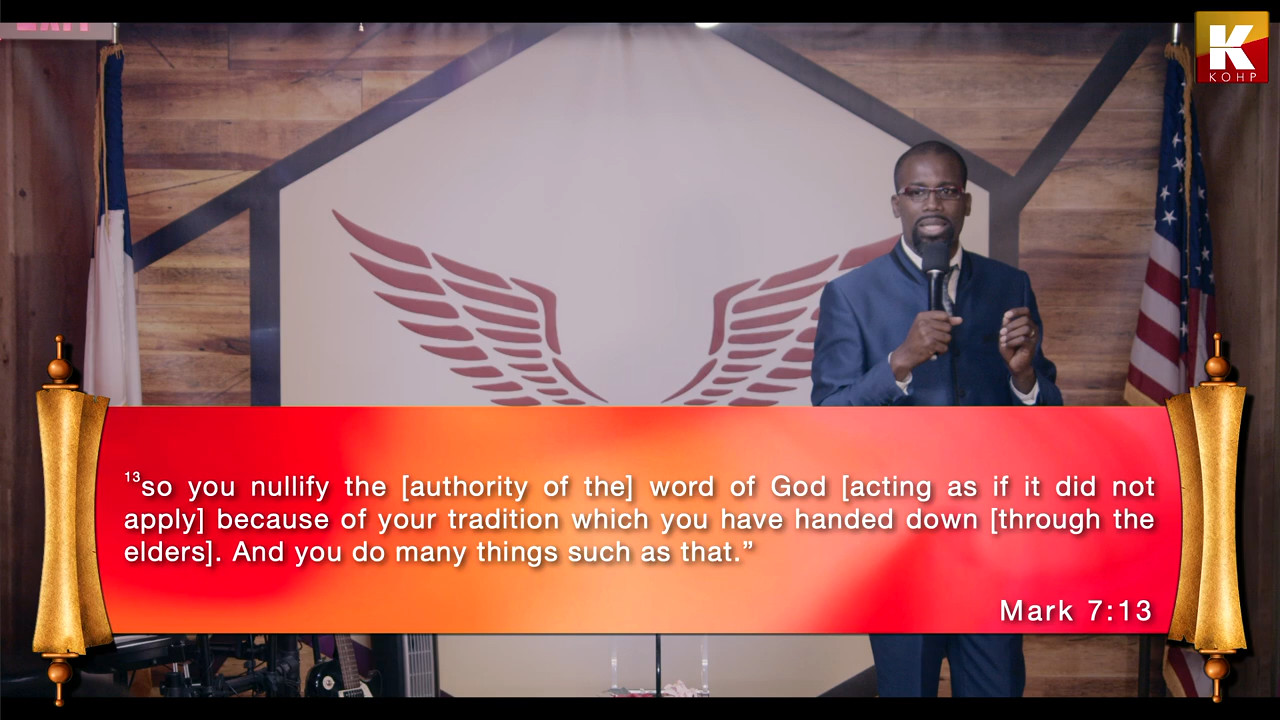 EXIT
K
KOHP
¹³so you nullify the [authority of the] word of God [acting as if it did not
apply] because of your tradition which you have handed down [through the
elders]. And you do many things such as that.”
Mark 7:13